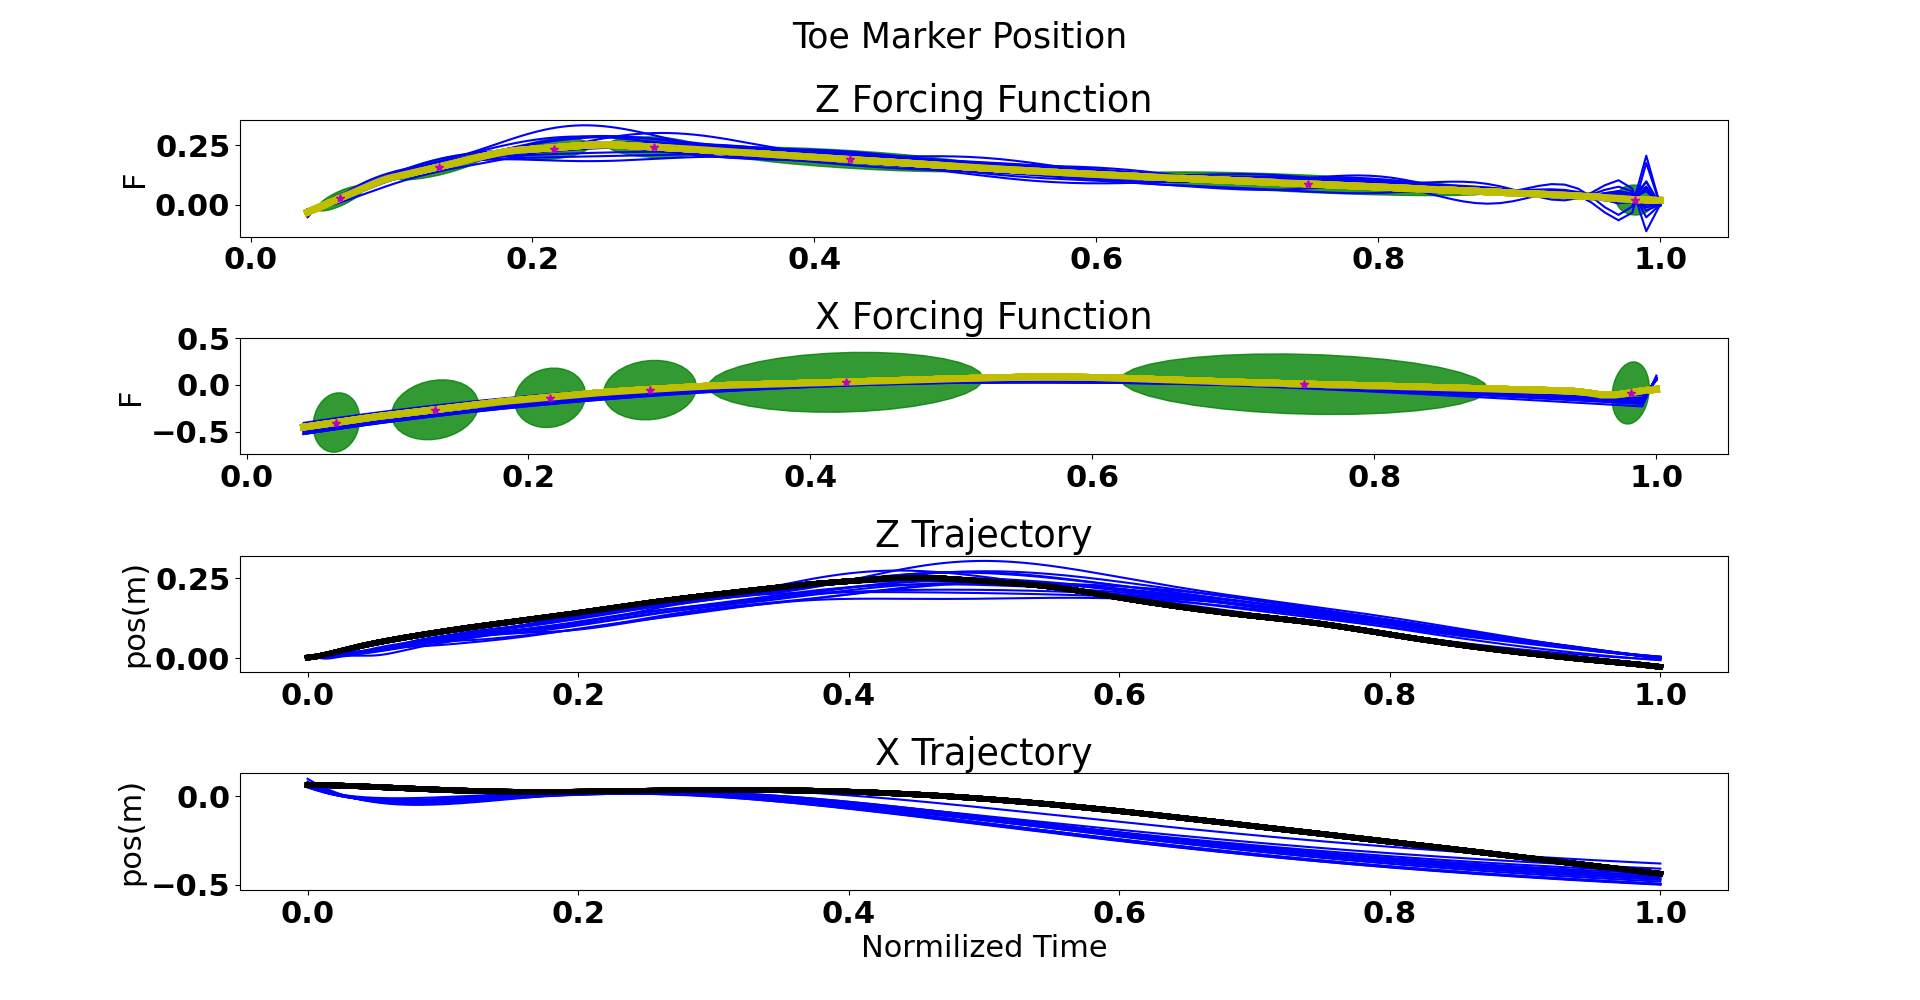 Toe Marker Position
Z Forcing Function
F
0.25
0.00
0.0 0.2 0.4 0.6 0.8 1.0
X Forcing Function
F
0.5
0.0
−0.5
0.0 0.2 0.4 0.6 0.8 1.0
Z Trajectory
pos(m)
0.25
0.00
0.0 0.2 0.4 0.6 0.8 1.0
X Trajectory
pos(m)
0.0
−0.5
0.0 0.2 0.4 0.6 0.8 1.0
Normilized Time